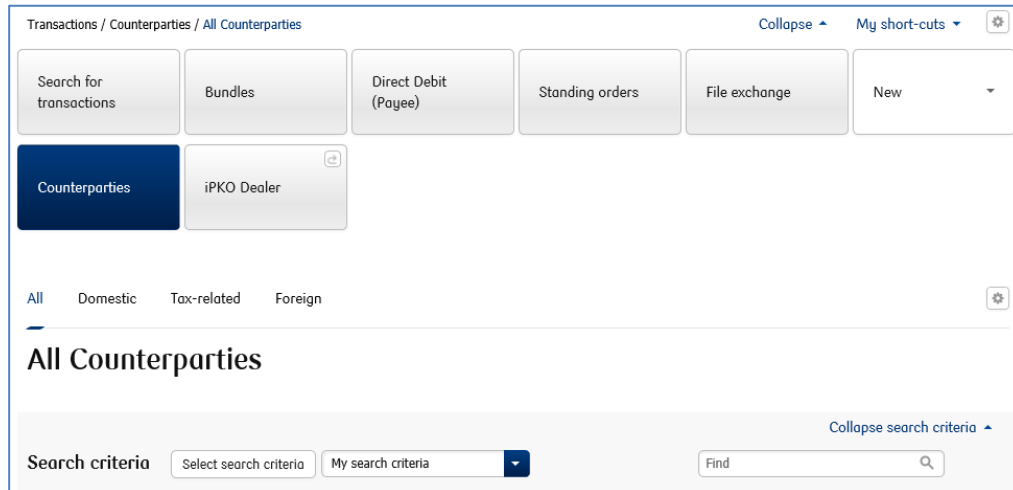 Transactions / Counterparties / All Counterparties
Collapse
My short-cuts
Search for
transactions
Bundles
Direct Debit
(Payee)
Standing orders
File exchange
New
Counterparties
iPKO Dealer
All Domestic Tax-related Foreign
All Counterparties
Collapse search criteria
Search criteria
Select search criteria
My search criteria
Find